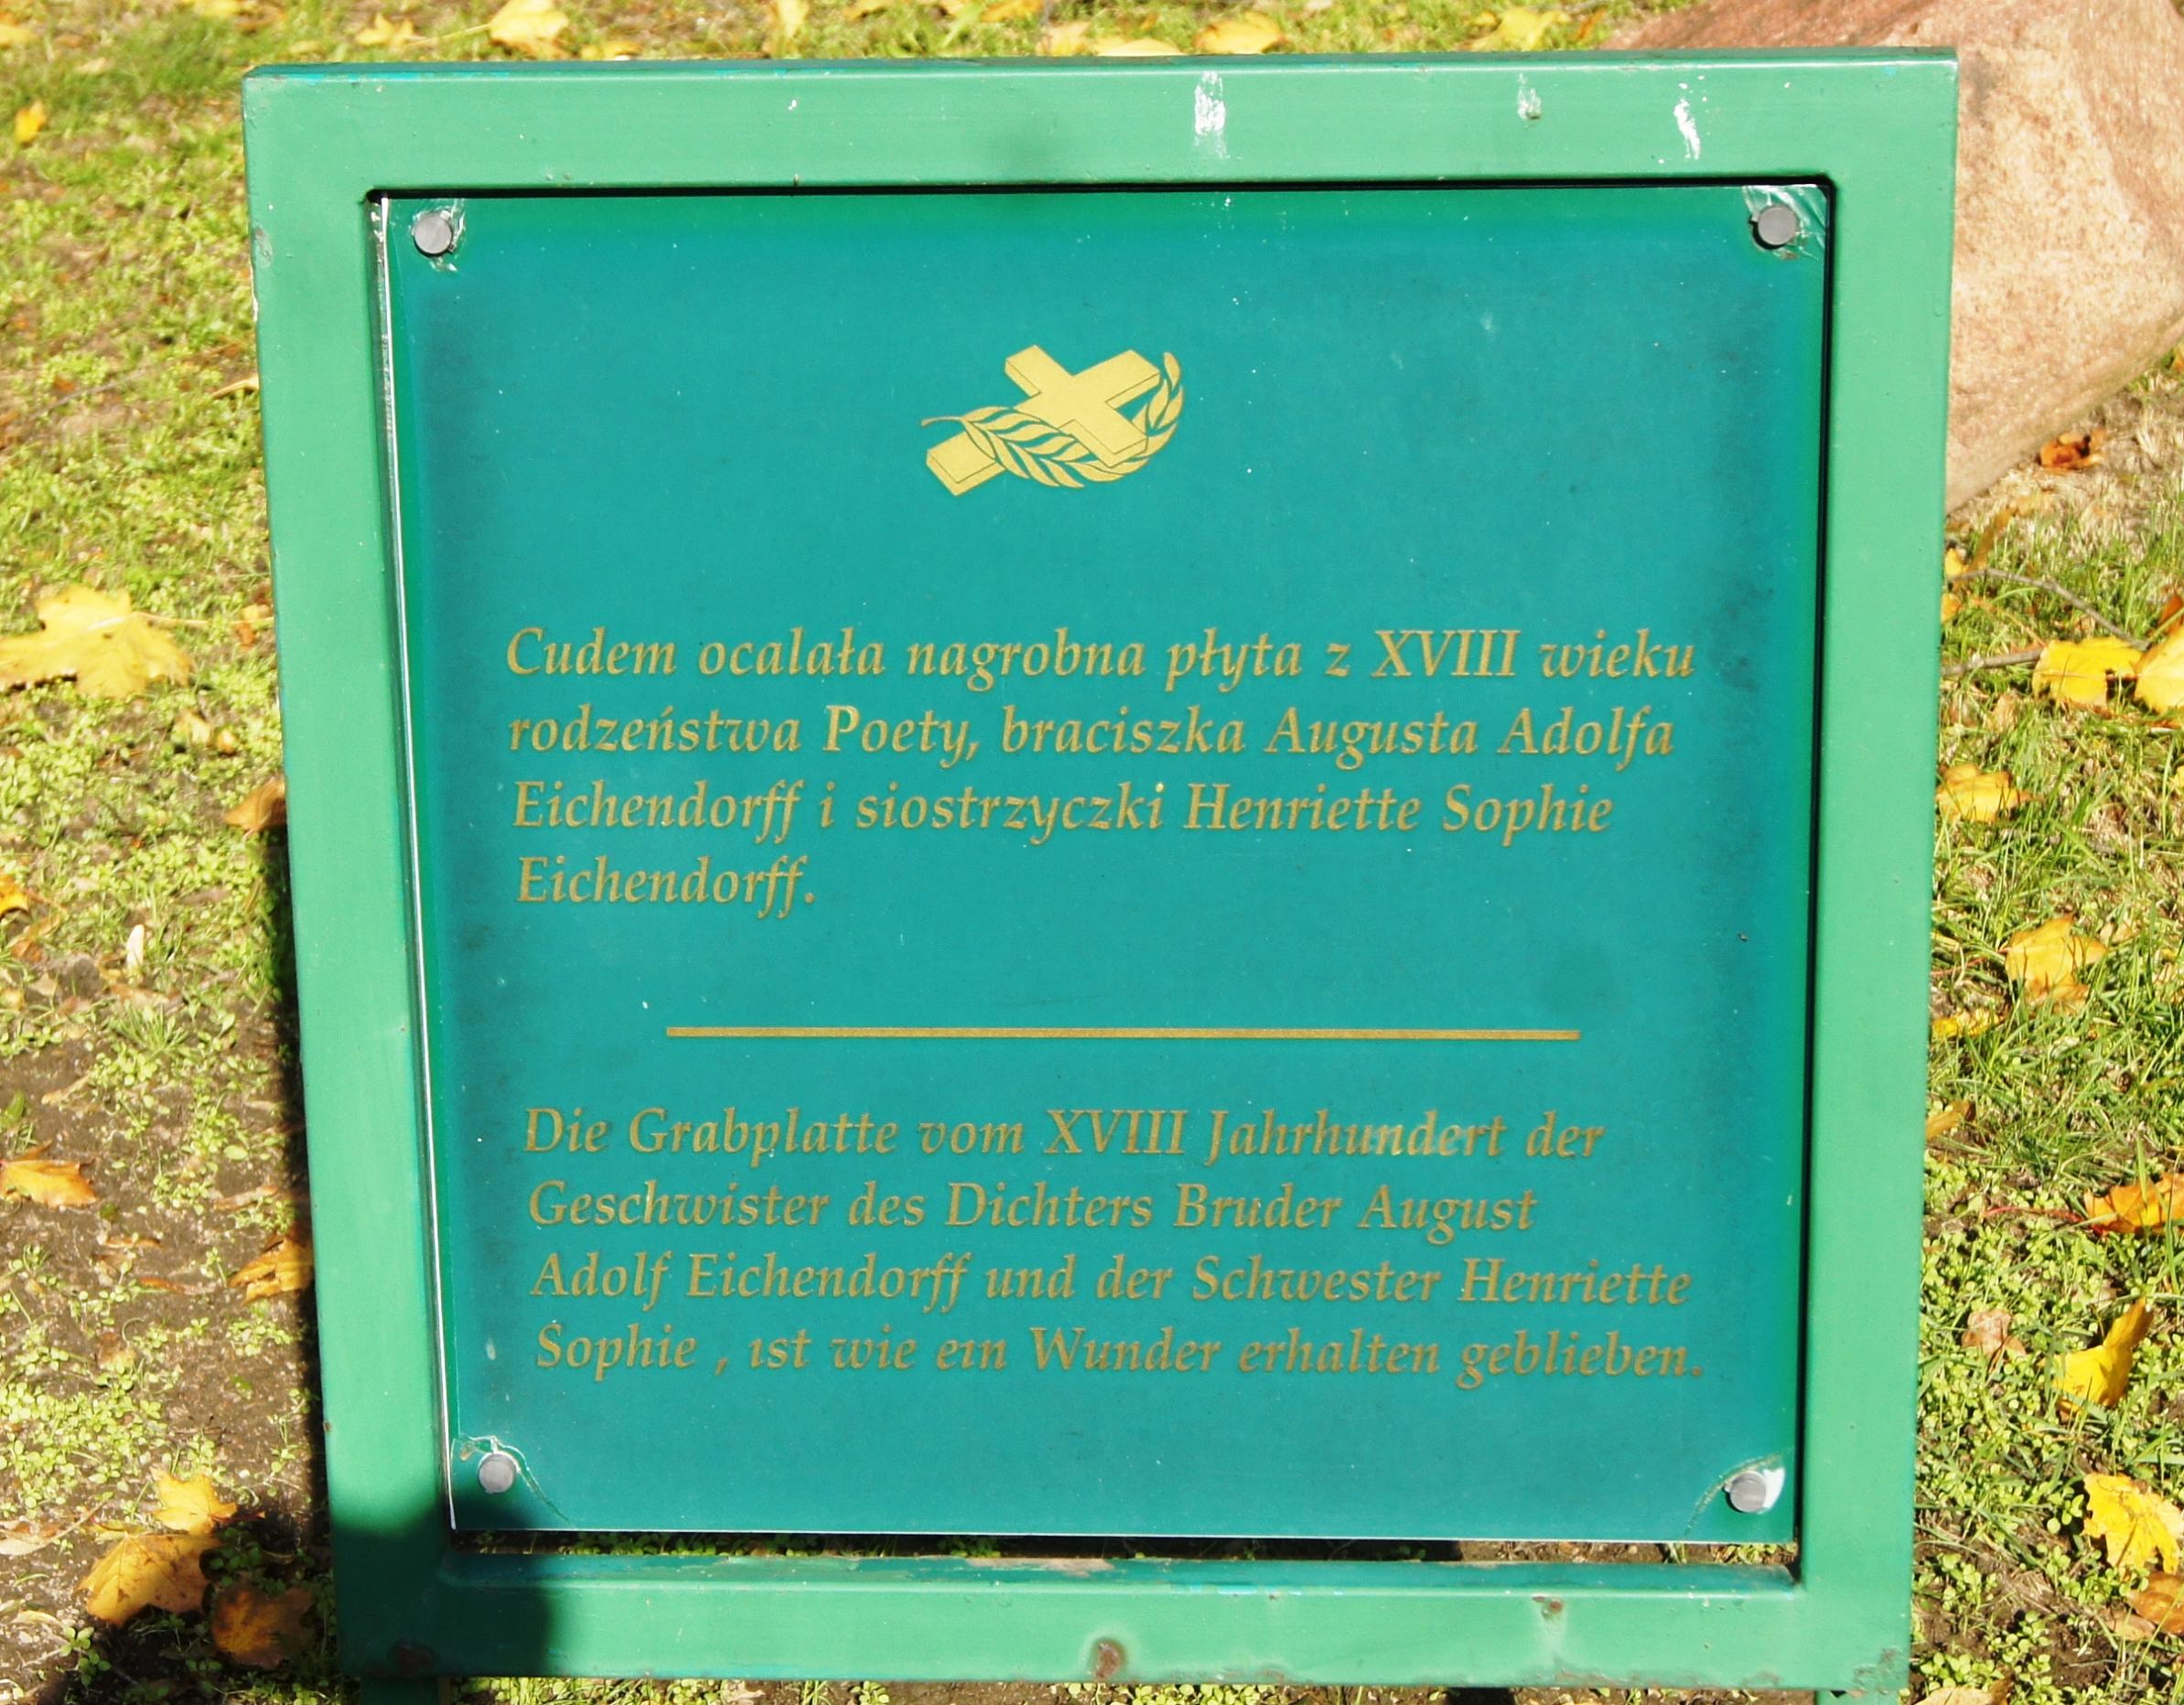 Cudem ocalała nagrobna płyta z XVIII wieku
rodzeństwa Poety, braciszka Augusta Adolfa
Eichendorff i siostrzyczki Henriette Sophie
Eichendorff.
Die Grabplatte vom XVIII Jahrhundert der
Geschwister des Dichters Bruder August
Adolf Eichendorff und der Schwester Henriette
Sophie , ist wie ein Wunder erhalten geblieben.